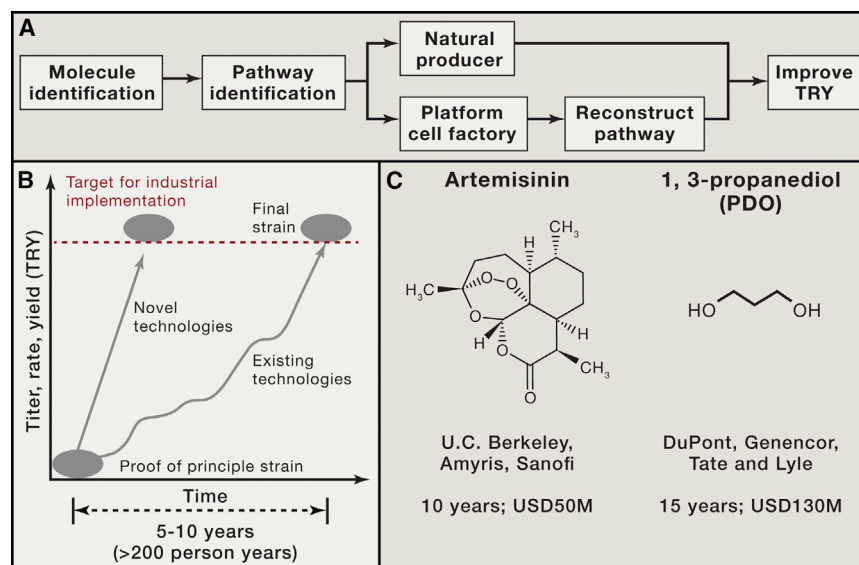 A
Molecule
identification
Pathway
identification
Natural
producer
Platform
cell factory
Reconstruct
pathway
Improve
TRY
B
Target for industrial
implementation
Final
strain
Novel
technologies
Existing
technologies
Proof of principle strain
Titer, rate, yield (TRY)
Time
5-10 years
(>200 person years)
C
Artemisinin
CH3
H
H3C
O
O
O
H
H
O
CH3
O
U.C. Berkeley,
Amyris, Sanofi
10 years; USD50M
1, 3-propanediol
(PDO)
HO
OH
DuPont, Genencor,
Tate and Lyle
15 years; USD130M